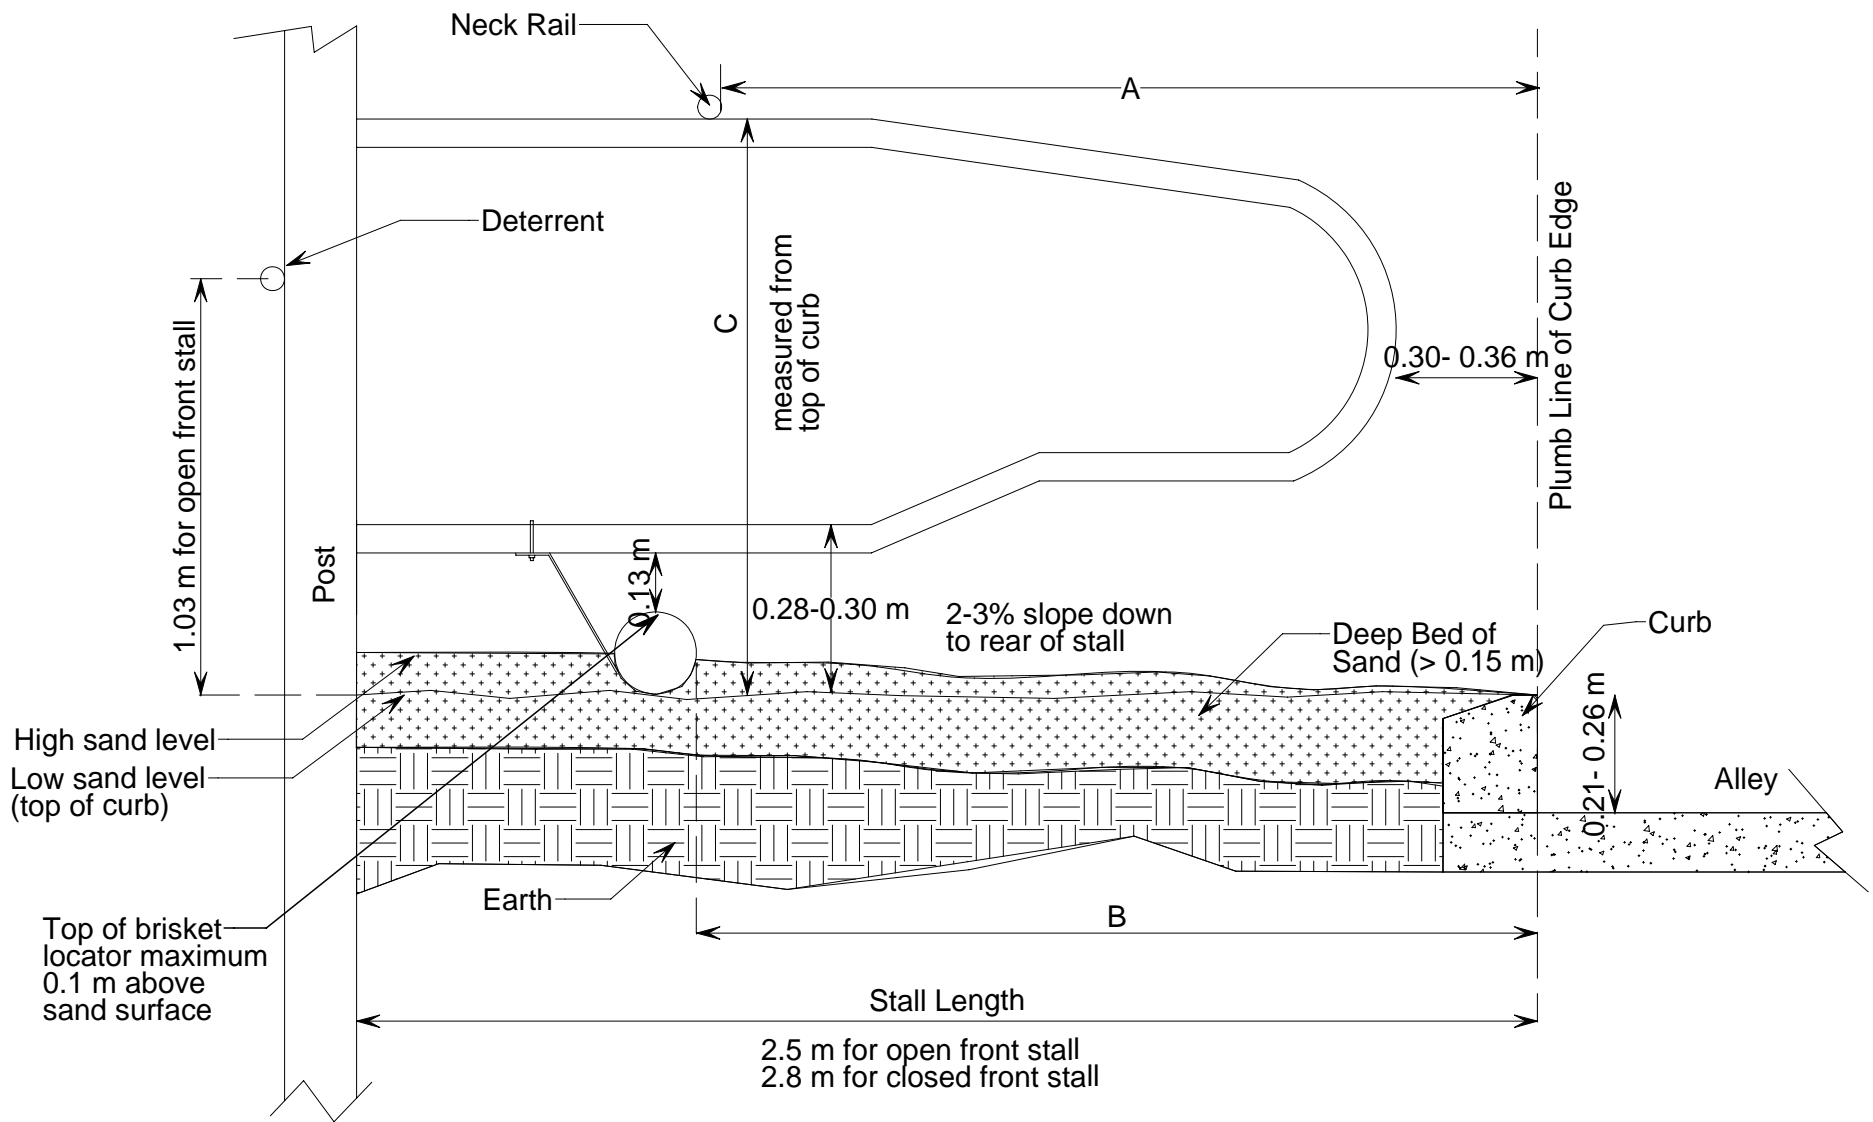 Neck Rail
A
Deterrent
Plumb Line of Curb Edge
C
measured from
top of curb
0.30- 0.36 m
1.03 m for open front stall
Post
0.13 m
0.28-0.30 m
2-3% slope down
to rear of stall
Deep Bed of
Sand (> 0.15 m)
Curb
High sand level
Low sand level
(top of curb)
0.21- 0.26 m
Alley
Earth
B
Top of brisket
locator maximum
0.1 m above
sand surface
Stall Length
2.5 m for open front stall
2.8 m for closed front stall